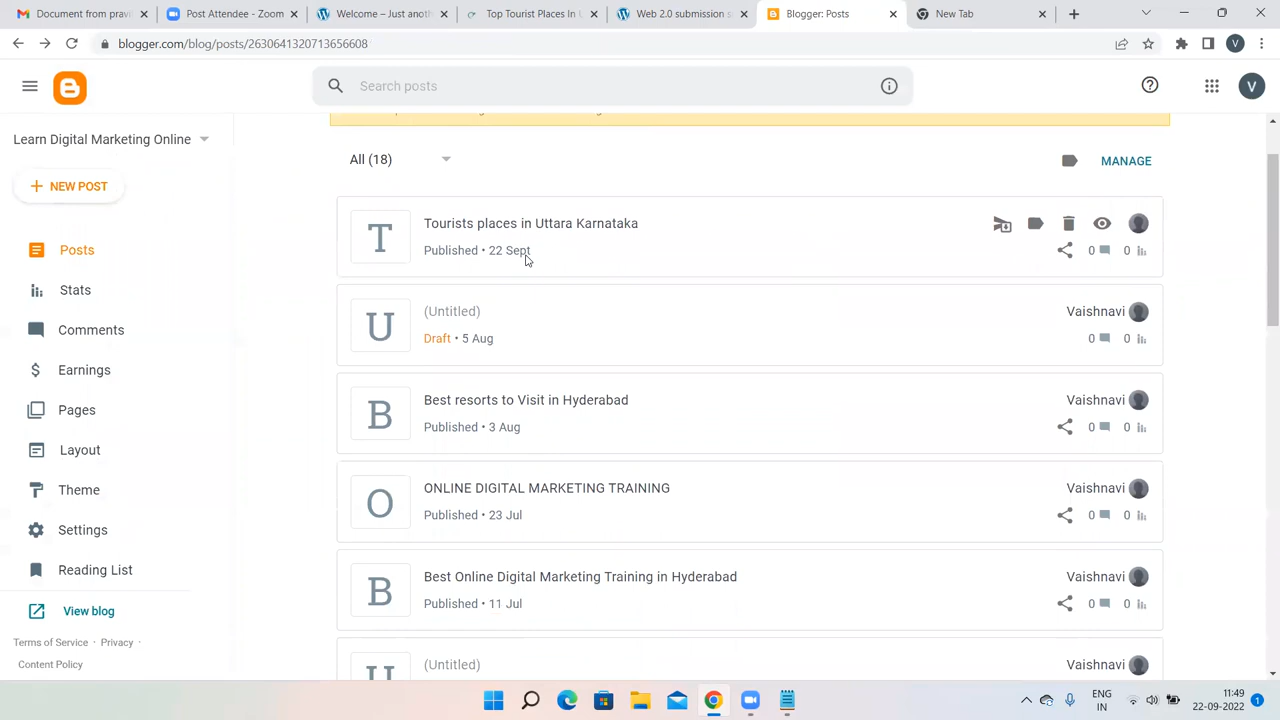 Document from prave
Post Attendee - Zoom
Welcome – Just anoth
Top Tourist Places In U
Web 2.0 submission s
Blogger: Posts
New Tab
blogger.com/blog/posts/2630641320713656608
V
Search posts
V
Learn Digital Marketing Online
NEW POST
Posts
Stats
Comments
Earnings
Pages
Layout
Theme
Settings
Reading List
View blog
Terms of Service · Privacy ·
Content Policy
All (18)
MANAGE
T
Tourists places in Uttara Karnataka
Published • 22 Sept
0 0
U
(Untitled)
Draft • 5 Aug
Vaishnavi
0 0
B
Best resorts to Visit in Hyderabad
Published • 3 Aug
Vaishnavi
0 0
O
ONLINE DIGITAL MARKETING TRAINING
Published • 23 Jul
Vaishnavi
0 0
B
Best Online Digital Marketing Training in Hyderabad
Published • 11 Jul
Vaishnavi
0 0
U
(Untitled)
Vaishnavi
ENG
IN
11:49
22-09-2022
1